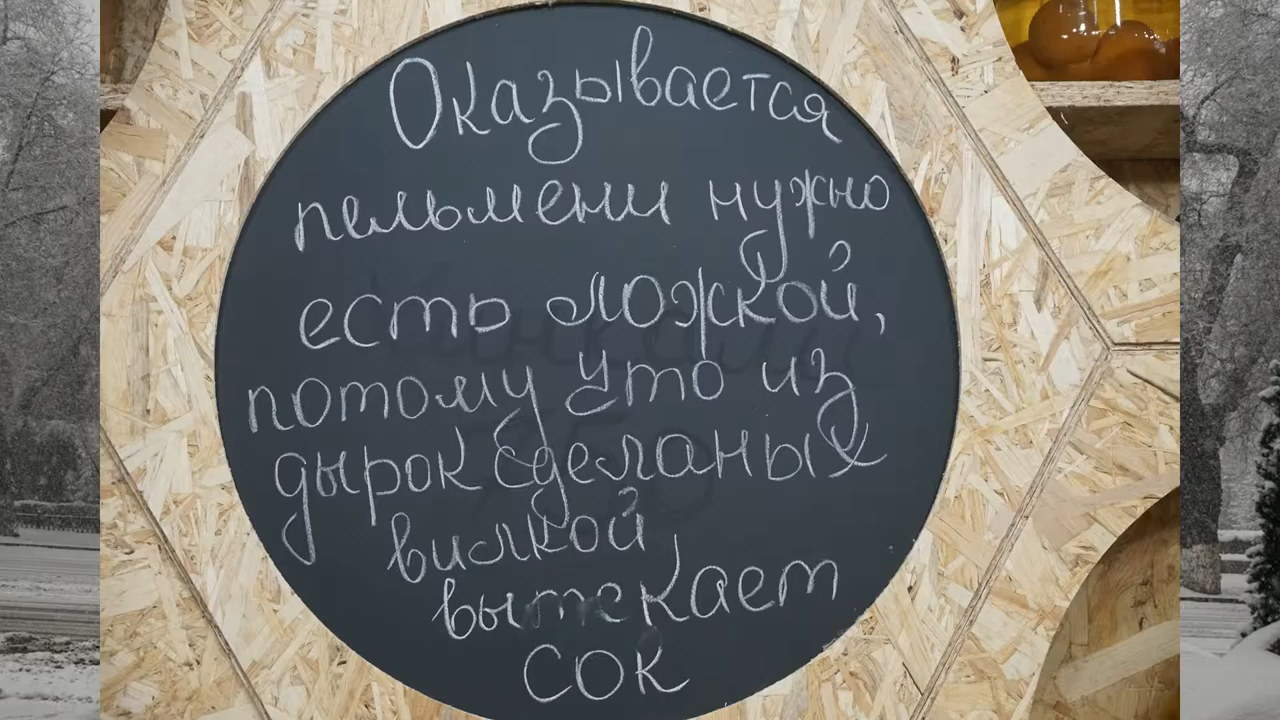 Оказывается
пельмени нужно
есть ложкой,
потому что из
дырок сделаных
вилкой,
вытекает
сок